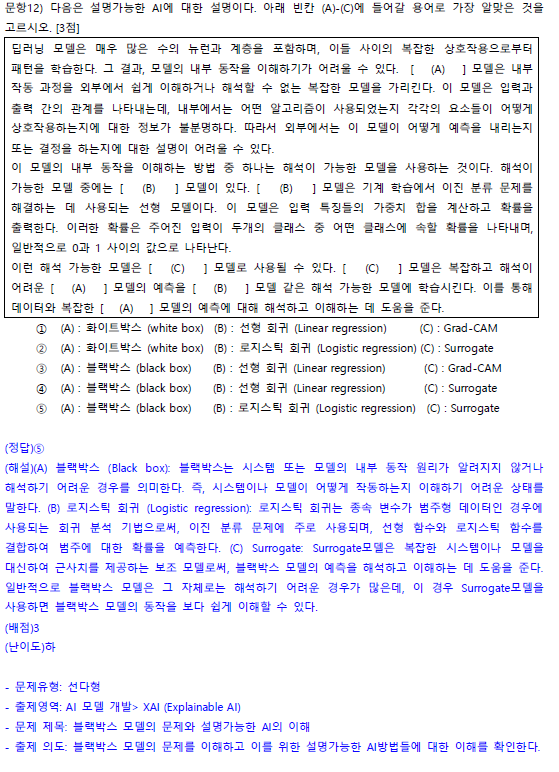 문항12) 다음은 설명가능한 AI에 대한 설명이다. 아래 빈칸 (A)-(C)에 들어갈 용어로 가장 알맞은 것을
고르시오. [3점]
딥러닝 모델은 매우 많은 수의 뉴런과 계층을 포함하며, 이들 사이의 복잡한 상호작용으로부터
패턴을 학습한다. 그 결과, 모델의 내부 동작을 이해하기가 어려울 수 있다. [ (A) ] 모델은 내부
작동 과정을 외부에서 쉽게 이해하거나 해석할 수 없는 복잡한 모델을 가리킨다. 이 모델은 입력과
출력 간의 관계를 나타내는데, 내부에서는 어떤 알고리즘이 사용되었는지 각각의 요소들이 어떻게
상호작용하는지에 대한 정보가 불분명하다. 따라서 외부에서는 이 모델이 어떻게 예측을 내리는지
또는 결정을 하는지에 대한 설명이 어려울 수 있다.
이 모델의 내부 동작을 이해하는 방법 중 하나는 해석이 가능한 모델을 사용하는 것이다. 해석이
가능한 모델 중에는 [ (B) ] 모델이 있다. [ (B) ] 모델은 기계 학습에서 이진 분류 문제를
해결하는 데 사용되는 선형 모델이다. 이 모델은 입력 특징들의 가중치 합을 계산하고 확률을
출력한다. 이러한 확률은 주어진 입력이 두개의 클래스 중 어떤 클래스에 속할 확률을 나타내며,
일반적으로 0과 1 사이의 값으로 나타난다.
이런 해석 가능한 모델은 [ (C) ] 모델로 사용될 수 있다. [ (C) ] 모델은 복잡하고 해석이
어려운 [ (A) ] 모델의 예측을 [ (B) ] 모델 같은 해석 가능한 모델에 학습시킨다. 이를 통해
데이터와 복잡한 [ (A) ] 모델의 예측에 대해 해석하고 이해하는 데 도움을 준다.
① (A) : 화이트박스 (white box) (B) : 선형 회귀 (Linear regression) (C) : Grad-CAM
② (A) : 화이트박스 (white box) (B) : 로지스틱 회귀 (Logistic regression) (C) : Surrogate
③ (A) : 블랙박스 (black box) (B) : 선형 회귀 (Linear regression) (C) : Grad-CAM
④ (A) : 블랙박스 (black box) (B) : 선형 회귀 (Linear regression) (C) : Surrogate
⑤ (A) : 블랙박스 (black box) (B) : 로지스틱 회귀 (Logistic regression) (C) : Surrogate
(정답)⑤
(해설)(A) 블랙박스 (Black box): 블랙박스는 시스템 또는 모델의 내부 동작 원리가 알려지지 않거나
해석하기 어려운 경우를 의미한다. 즉, 시스템이나 모델이 어떻게 작동하는지 이해하기 어려운 상태를
말한다. (B) 로지스틱 회귀 (Logistic regression): 로지스틱 회귀는 종속 변수가 범주형 데이터인 경우에
사용되는 회귀 분석 기법으로써, 이진 분류 문제에 주로 사용되며, 선형 함수와 로지스틱 함수를
결합하여 범주에 대한 확률을 예측한다. (C) Surrogate: Surrogate모델은 복잡한 시스템이나 모델을
대신하여 근사치를 제공하는 보조 모델로써, 블랙박스 모델의 예측을 해석하고 이해하는 데 도움을 준다.
일반적으로 블랙박스 모델은 그 자체로는 해석하기 어려운 경우가 많은데, 이 경우 Surrogate모델을
사용하면 블랙박스 모델의 동작을 보다 쉽게 이해할 수 있다.
(배점)3
(난이도)하
- 문제유형: 선다형
- 출제영역: AI 모델 개발> XAI (Explainable AI)
- 문제 제목: 블랙박스 모델의 문제와 설명가능한 AI의 이해
- 출제 의도: 블랙박스 모델의 문제를 이해하고 이를 위한 설명가능한 AI방법들에 대한 이해를 확인한다.